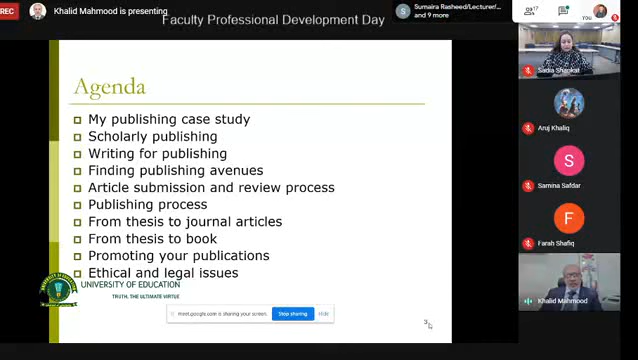 REC
Khalid Mahmood is presenting
Faculty Professional Development Day
Sumaira Rasheed/Lecturer/...
and 9 more
17
You
Agenda
My publishing case study
Scholarly publishing
Writing for publishing
Finding publishing avenues
Article submission and review process
Publishing process
From thesis to journal articles
From thesis to book
Promoting your publications
Ethical and legal issues
UNIVERSITY OF EDUCATION
TRUTH, THE ULTIMATE VIRTUE
meet.google.com is sharing your screen.
Stop sharing
Hide
3
S
Sadia Shaukat
Aruj Khaliq
S
Samina Safdar
F
Farah Shafiq
Khalid Mahmood